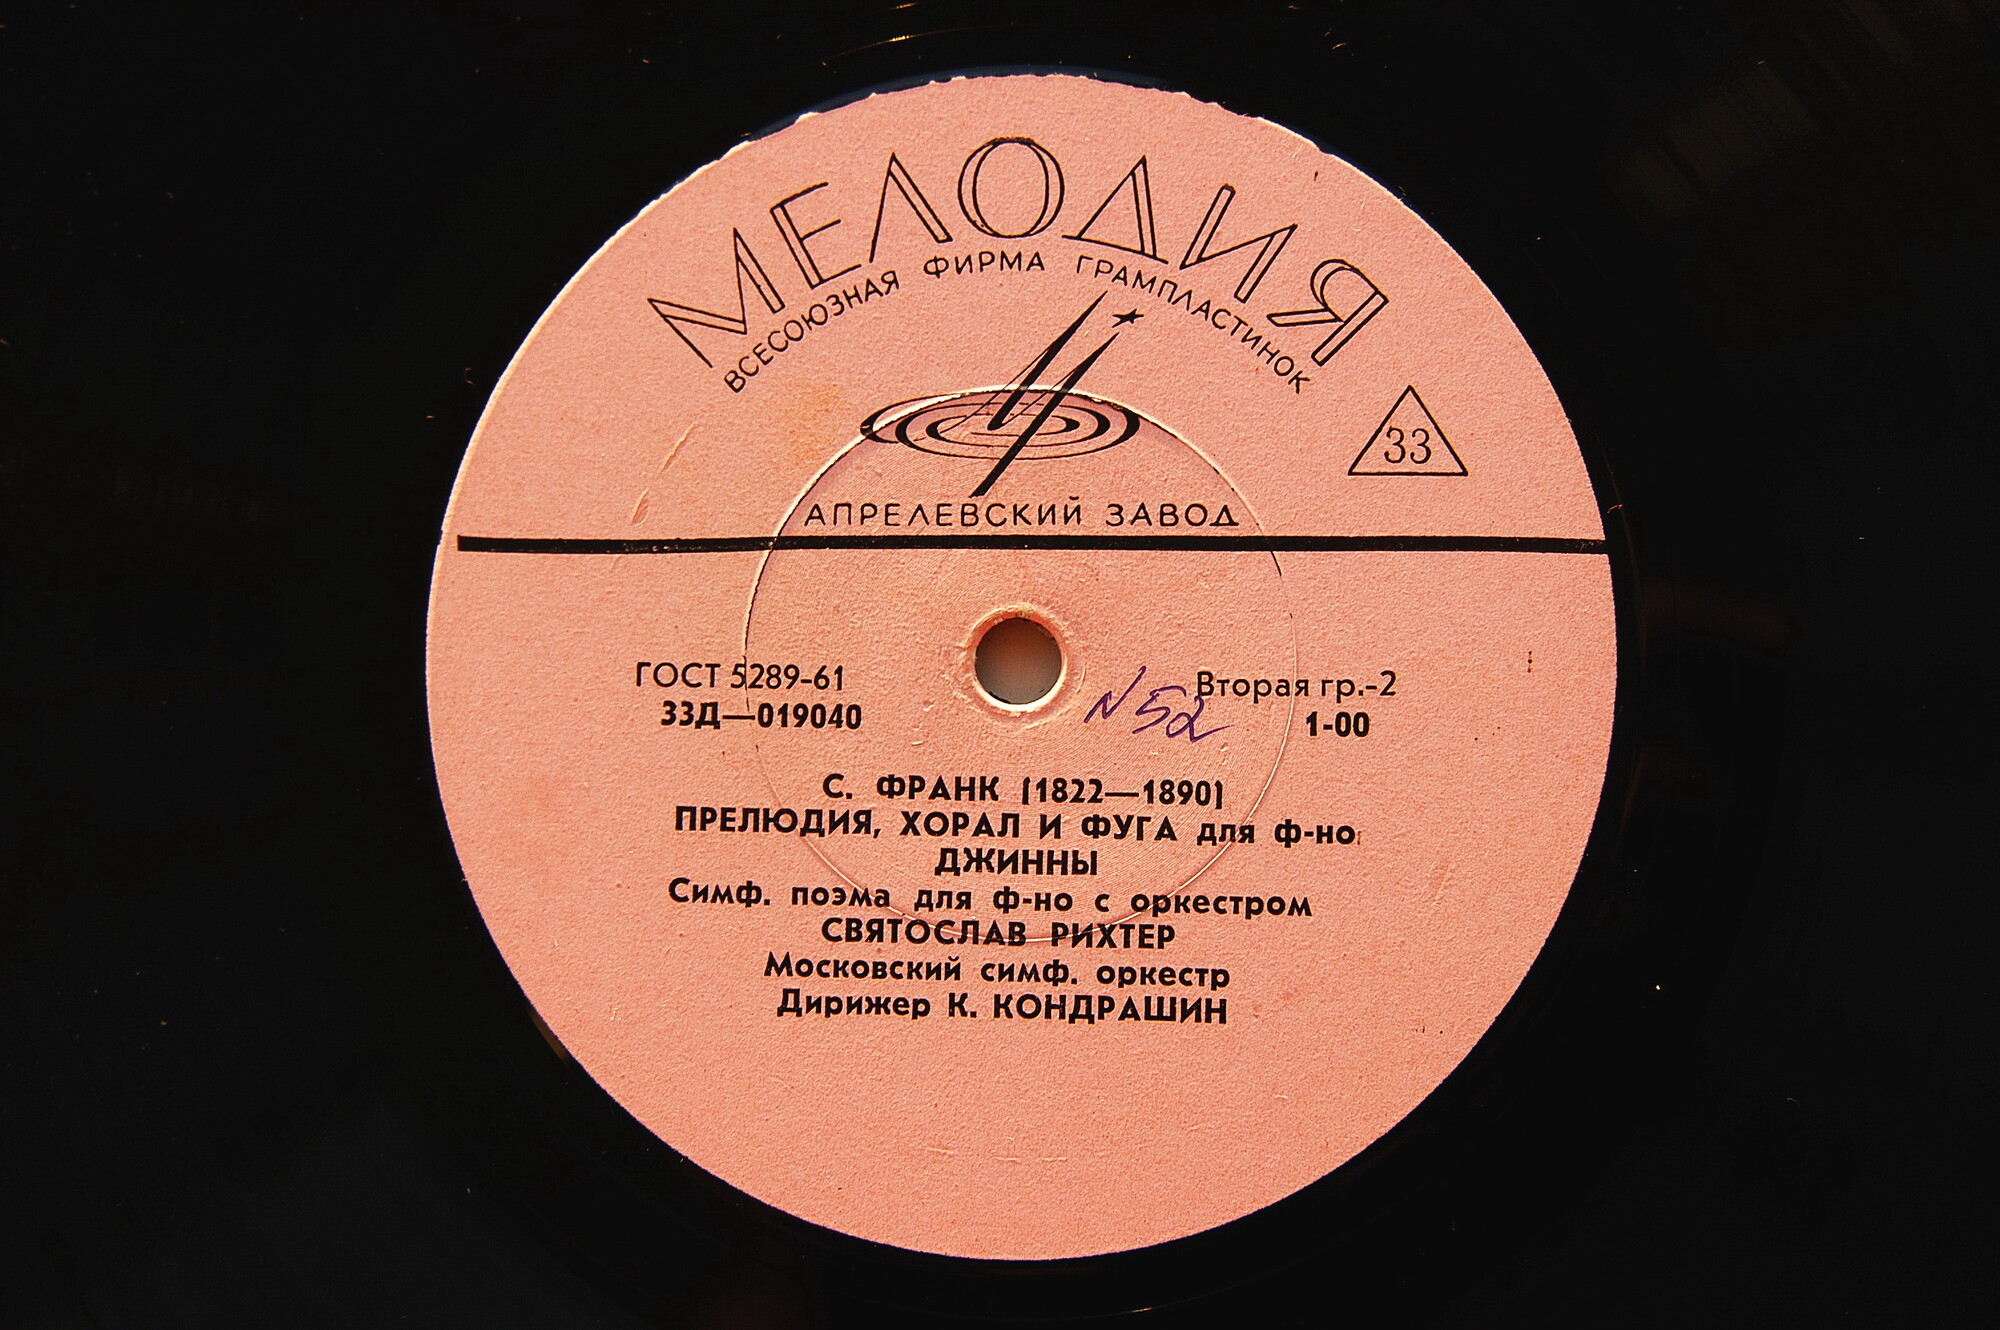 МЕЛОДИЯ
ВСЕСОЮЗНАЯ ФИРМА ГРАМПЛАСТИНОК
33
АПРЕЛЕВСКИЙ ЗАВОД
ГОСТ 5289-61
33Д—019040
N 52
Вторая гр.-2
1-00
С. ФРАНК (1822—1890)
ПРЕЛЮДИЯ, ХОРАЛ И ФУГА для ф-но
ДЖИННЫ
Симф. поэма для ф-но с оркестром
СВЯТОСЛАВ РИХТЕР
Московский симф. оркестр
Дирижер К. КОНДРАШИН